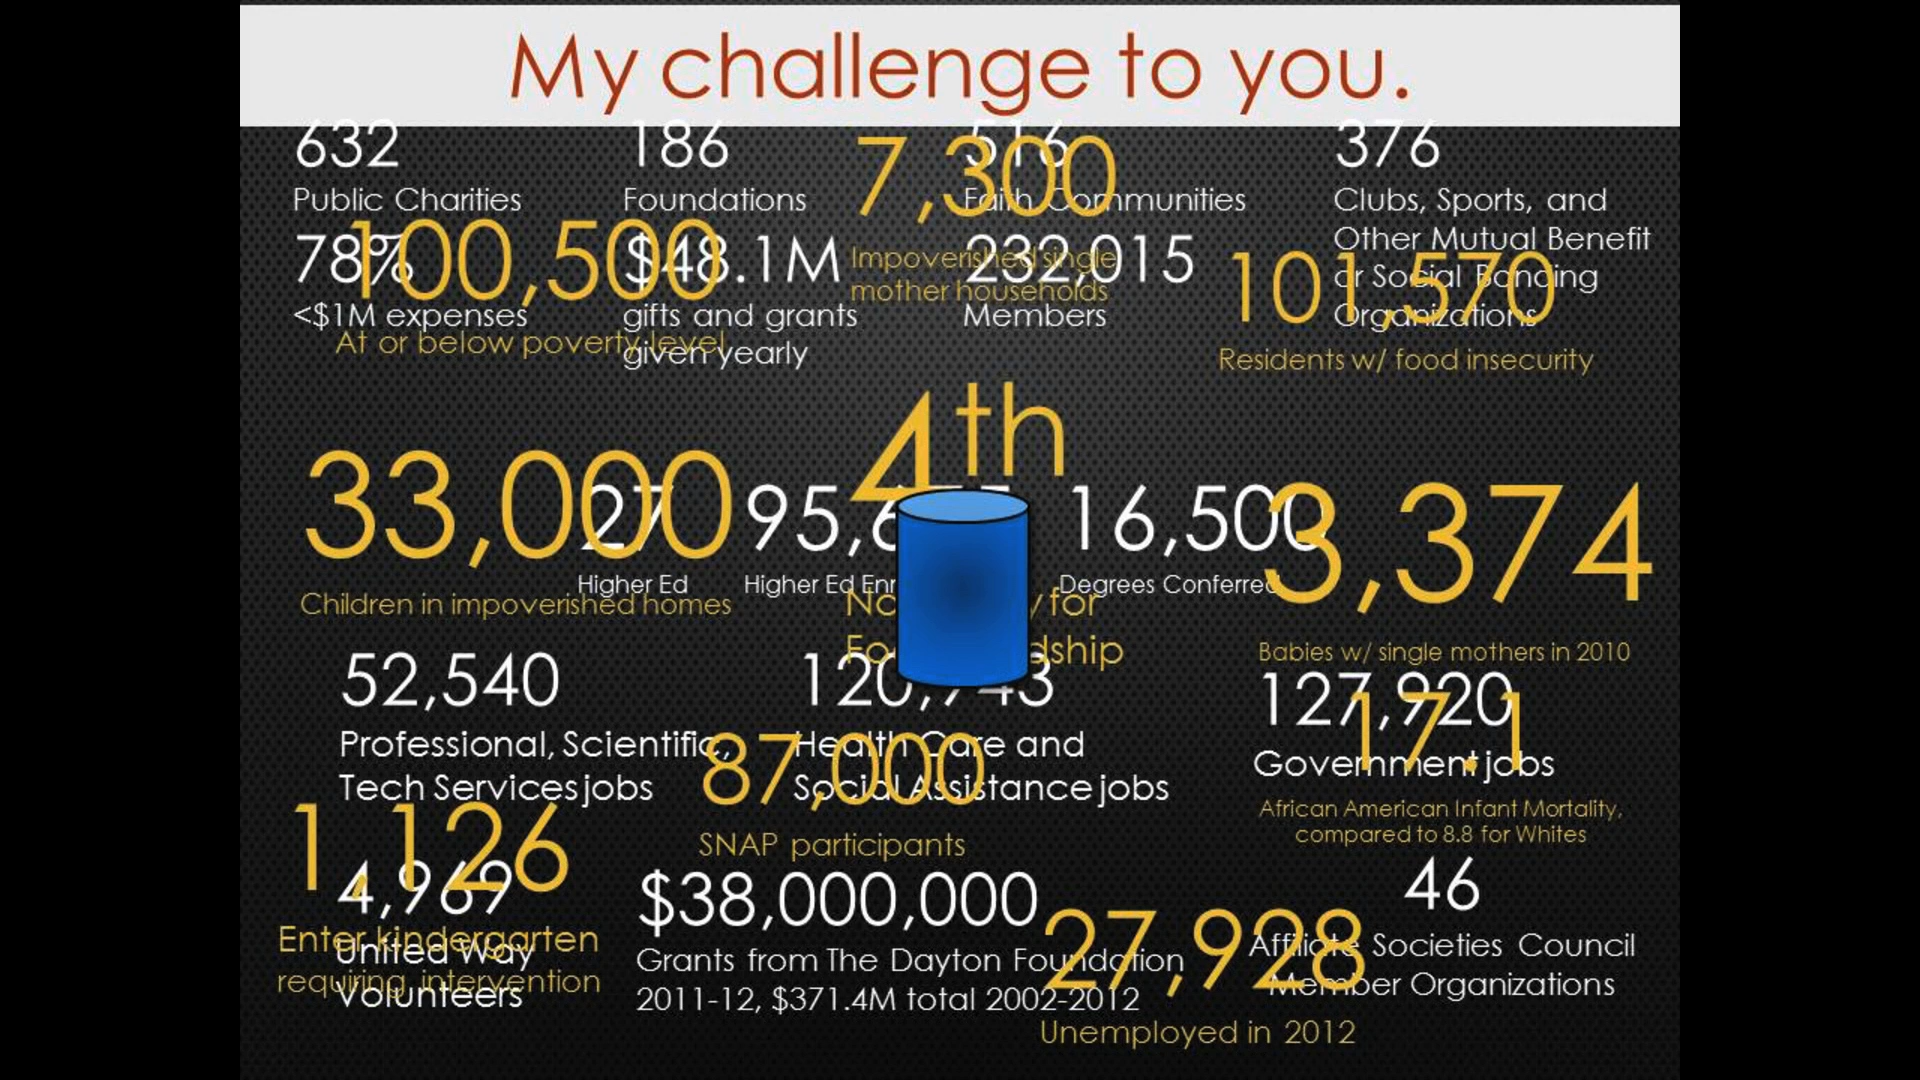 My challenge to you.
632
Public Charities
78%
<$1M expenses
186
Foundations
$48.1M
gifts and grants
given yearly
516
Faith Communities
232,015
Members
376
Clubs, Sports, and
Other Mutual Benefit
or Social Bonding
Organizations
7,300
Impoverished single
mother households
100,500
At or below poverty level
101,570
Residents w/ food insecurity
4th
for
33,000
Children in impoverished homes
27
Higher Ed
95,6
Higher Ed
16,500
Degrees Conferred
3,374
Babies w/ single mothers in 2010
52,540
Professional, Scientific,
Tech Services jobs
Health Care and
Social Assistance jobs
127,920
Government jobs
17.1
African American Infant Mortality,
compared to 8.8 for Whites
87,000
SNAP participants
1,126
Enter kindergarten
requiring intervention
4,969
United Way
Volunteers
$38,000,000
Grants from The Dayton Foundation
2011-12, $371.4M total 2002-2012
27,928
Unemployed in 2012
46
Affiliate Societies Council
Member Organizations